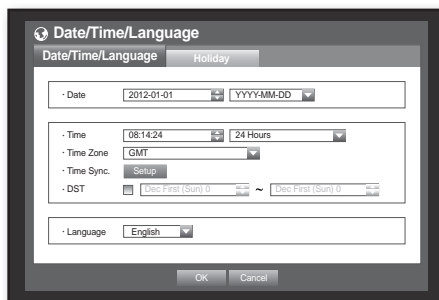 Date/Time/Language
Date/Time/Language Holiday
· Date 2012-01-01 YYYY-MM-DD
· Time 08:14:24 24 Hours
· Time Zone GMT
· Time Sync. Setup
· DST Dec First (Sun) 0 ~ Dec First (Sun) 0
· Language English
OK Cancel